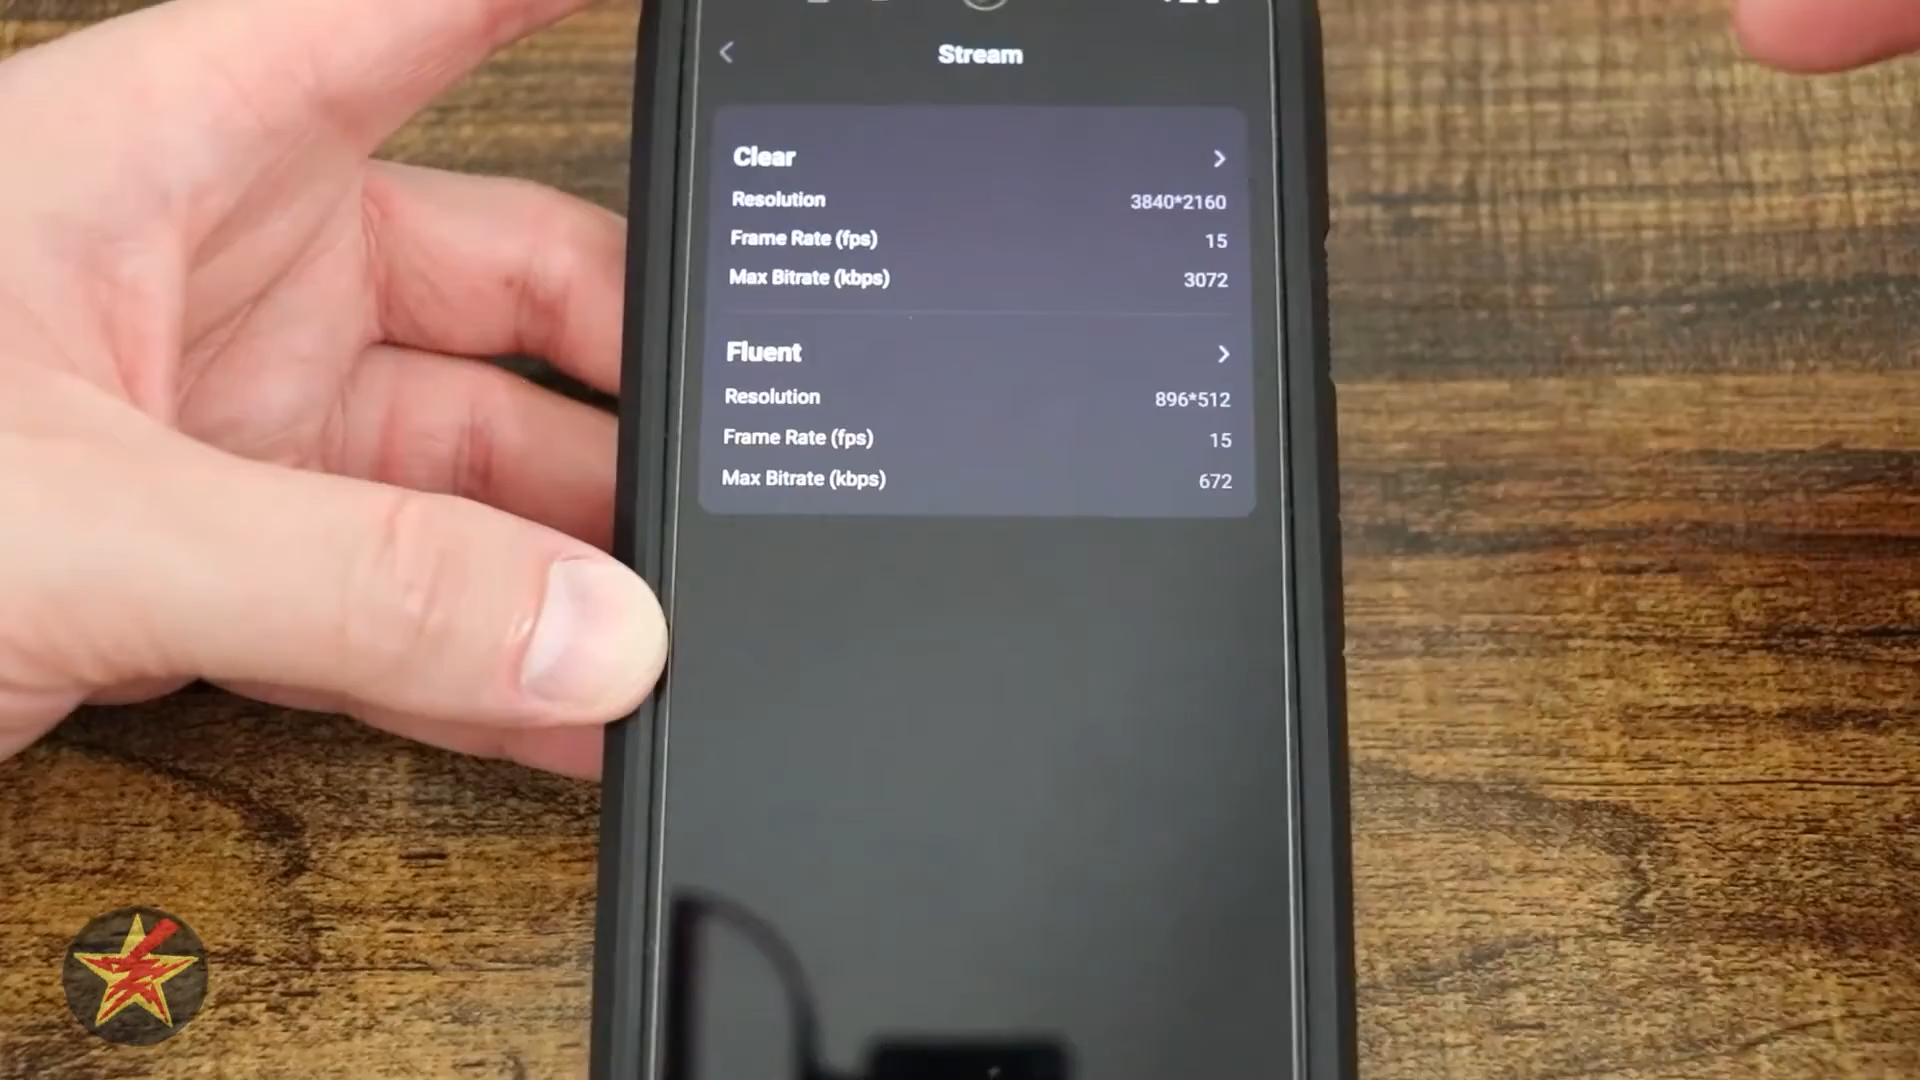 Stream
Clear
Resolution 3840*2160
Frame Rate (fps) 15
Max Bitrate (kbps) 3072
Fluent
Resolution 896*512
Frame Rate (fps) 15
Max Bitrate (kbps) 672